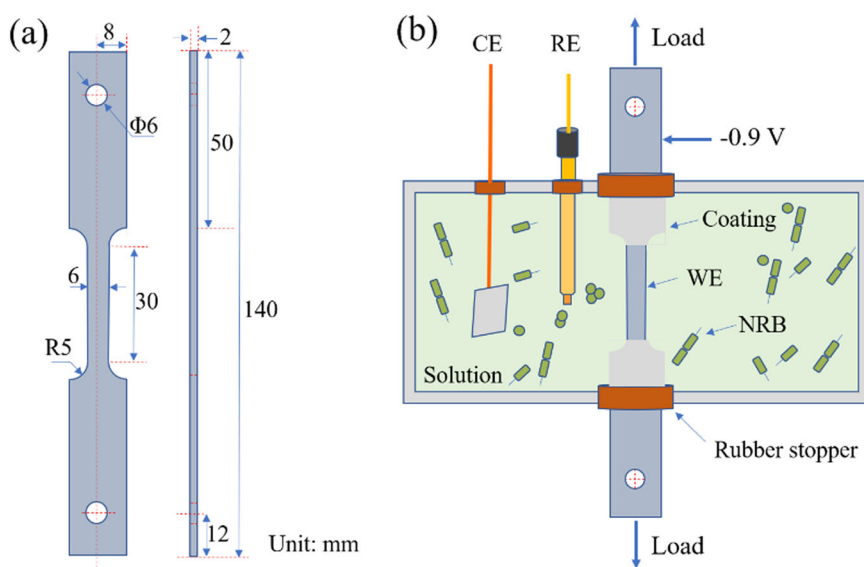 (a)
8
2
Φ6
50
6
30
140
R5
12
Unit: mm
(b)
CE
RE
Load
-0.9 V
Coating
WE
NRB
Solution
Rubber stopper
Load